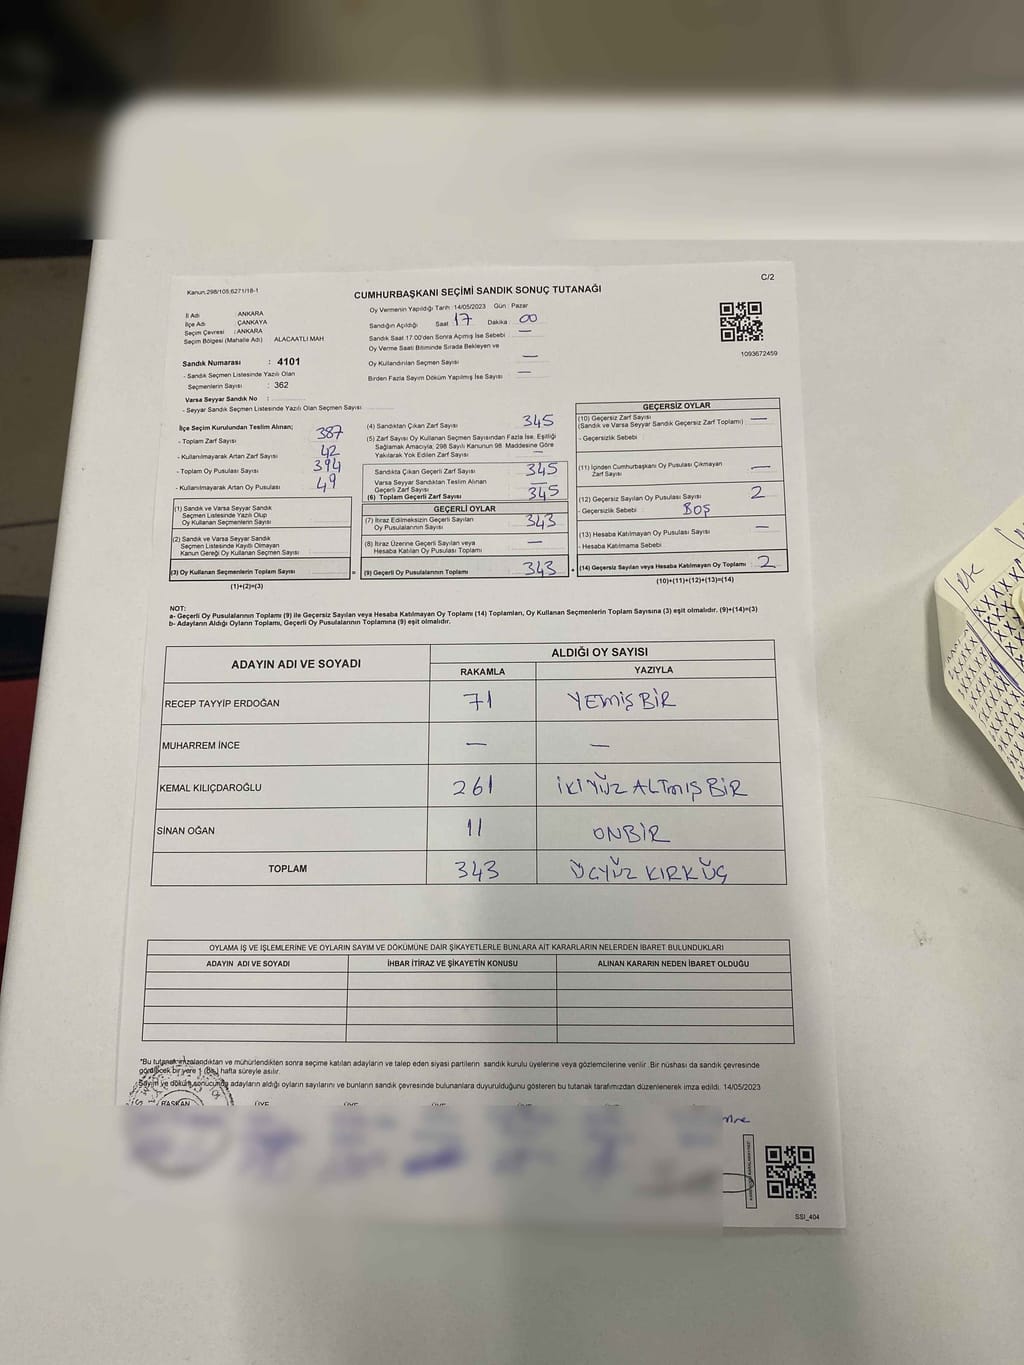 C/2
Kanun.298/105:6271/18-1
CUMHURBAŞKANI SEÇİMİ SANDIK SONUÇ TUTANAĞI
İl Adı : ANKARA
İlçe Adı : ÇANKAYA
Seçim Çevresi : ANKARA
Seçim Bölgesi (Mahalle Adı) ALACAATLI MAH
Sandık Numarası : 4101
- Sandık Seçmen Listesinde Yazılı Olan
Seçmenlerin Sayısı : 362
Varsa Seyyar Sandık No :
- Seyyar Sandık Seçmen Listesinde Yazılı Olan Seçmen Sayısı
Oy Vermenin Yapıldığı Tarih :14/05/2023 Gün : Pazar
Sandığın Açıldığı Saat 17 Dakika 00
Sandık Saat 17.00'den Sonra Açımış İse Sebebi —
Oy Verme Saati Bitiminde Sırada Bekleyen ve
Oy Kullandırılan Seçmen Sayısı —
Birden Fazla Sayım Döküm Yapılmış İse Sayısı —
1093672459
İlçe Seçim Kurulundan Teslim Alınan;
- Toplam Zarf Sayısı 387
- Kullanılmayarak Artan Zarf Sayısı 42
- Toplam Oy Pusulası Sayısı 394
- Kullanılmayarak Artan Oy Pusulası 49
(1) Sandık ve Varsa Seyyar Sandık
Seçmen Listesinde Yazılı Olup
Oy Kullanan Seçmenlerin Sayısı
(2) Sandık ve Varsa Seyyar Sandık
Seçmen Listesinde Kayıtlı Olmayan
Kanun Gereği Oy Kullanan Seçmen Sayısı
(3) Oy Kullanan Seçmenlerin Toplam Sayısı =
(1)+(2)=(3)
(4) Sandıktan Çıkan Zarf Sayısı 345
(5) Zarf Sayısı Oy Kullanan Seçmen Sayısından Fazla İse, Eşitliği
Sağlamak Amacıyla; 298 Sayılı Kanunun 98. Maddesine Göre
Yakılarak Yok Edilen Zarf Sayısı —
Sandıkta Çıkan Geçerli Zarf Sayısı 345
Varsa Seyyar Sandıktan Teslim Alınan
Geçerli Zarf Sayısı —
(6) Toplam Geçerli Zarf Sayısı 345
GEÇERLİ OYLAR
(7) İtiraz Edilmeksizin Geçerli Sayılan
Oy Pusulalarının Sayısı 343
(8) İtiraz Üzerine Geçerli Sayılan veya
Hesaba Katılan Oy Pusulası Toplamı —
(9) Geçerli Oy Pusulalarının Toplamı 343 +
GEÇERSİZ OYLAR
(10) Geçersiz Zarf Sayısı —
(Sandık ve Varsa Seyyar Sandık Geçersiz Zarf Toplamı)
- Geçersizlik Sebebi :
(11) İçinden Cumhurbaşkanı Oy Pusulası Çıkmayan
Zarf Sayısı —
(12) Geçersiz Sayılan Oy Pusulası Sayısı 2
- Geçersizlik Sebebi : BOŞ
(13) Hesaba Katılmayan Oy Pusulası Sayısı —
- Hesaba Katılmama Sebebi
(14) Geçersiz Sayılan veya Hesaba Katılmayan Oy Toplamı 2
(10)+(11)+(12)+(13)=(14)
NOT:
a- Geçerli Oy Pusulalarının Toplamı (9) ile Geçersiz Sayılan veya Hesaba Katılmayan Oy Toplamı (14) Toplamları, Oy Kullanan Seçmenlerin Toplam Sayısına (3) eşit olmalıdır. (9)+(14)=(3)
b- Adayların Aldığı Oyların Toplamı, Geçerli Oy Pusulalarının Toplamına (9) eşit olmalıdır.
ADAYIN ADI VE SOYADI ALDIĞI OY SAYISI
RAKAMLA YAZIYLA
RECEP TAYYİP ERDOĞAN 71 YEMİŞ BİR
MUHARREM İNCE — —
KEMAL KILIÇDAROĞLU 261 İKİYÜZ ALTMIŞ BİR
SİNAN OĞAN 11 ONBİR
TOPLAM 343 ÜÇYÜZ KIRK ÜÇ
OYLAMA İŞ VE İŞLEMLERİNE VE OYLARIN SAYIM VE DÖKÜMÜNE DAİR ŞİKAYETLERLE BUNLARA AİT KARARLARIN NELERDEN İBARET BULUNDUKLARI
ADAYIN ADI VE SOYADI İHBAR İTİRAZ VE ŞİKAYETİN KONUSU ALINAN KARARIN NEDEN İBARET OLDUĞU
*Bu tutanak imzalandıktan ve mühürlendikten sonra seçime katılan adayların ve talep eden siyasi partilerin sandık kurulu üyelerine veya gözlemcilerine verilir. Bir nüshası da sandık çevresinde
görülecek bir yere 1 (Bir) hafta süreyle asılır.
Sayım ve döküm sonucunda adayların aldığı oyların sayılarını ve bunların sandık çevresinde bulunanlara duyurulduğunu gösteren bu tutanak tarafımızdan düzenlenerek imza edildi. 14/05/2023
BAŞKAN ÜYE
SSI_404